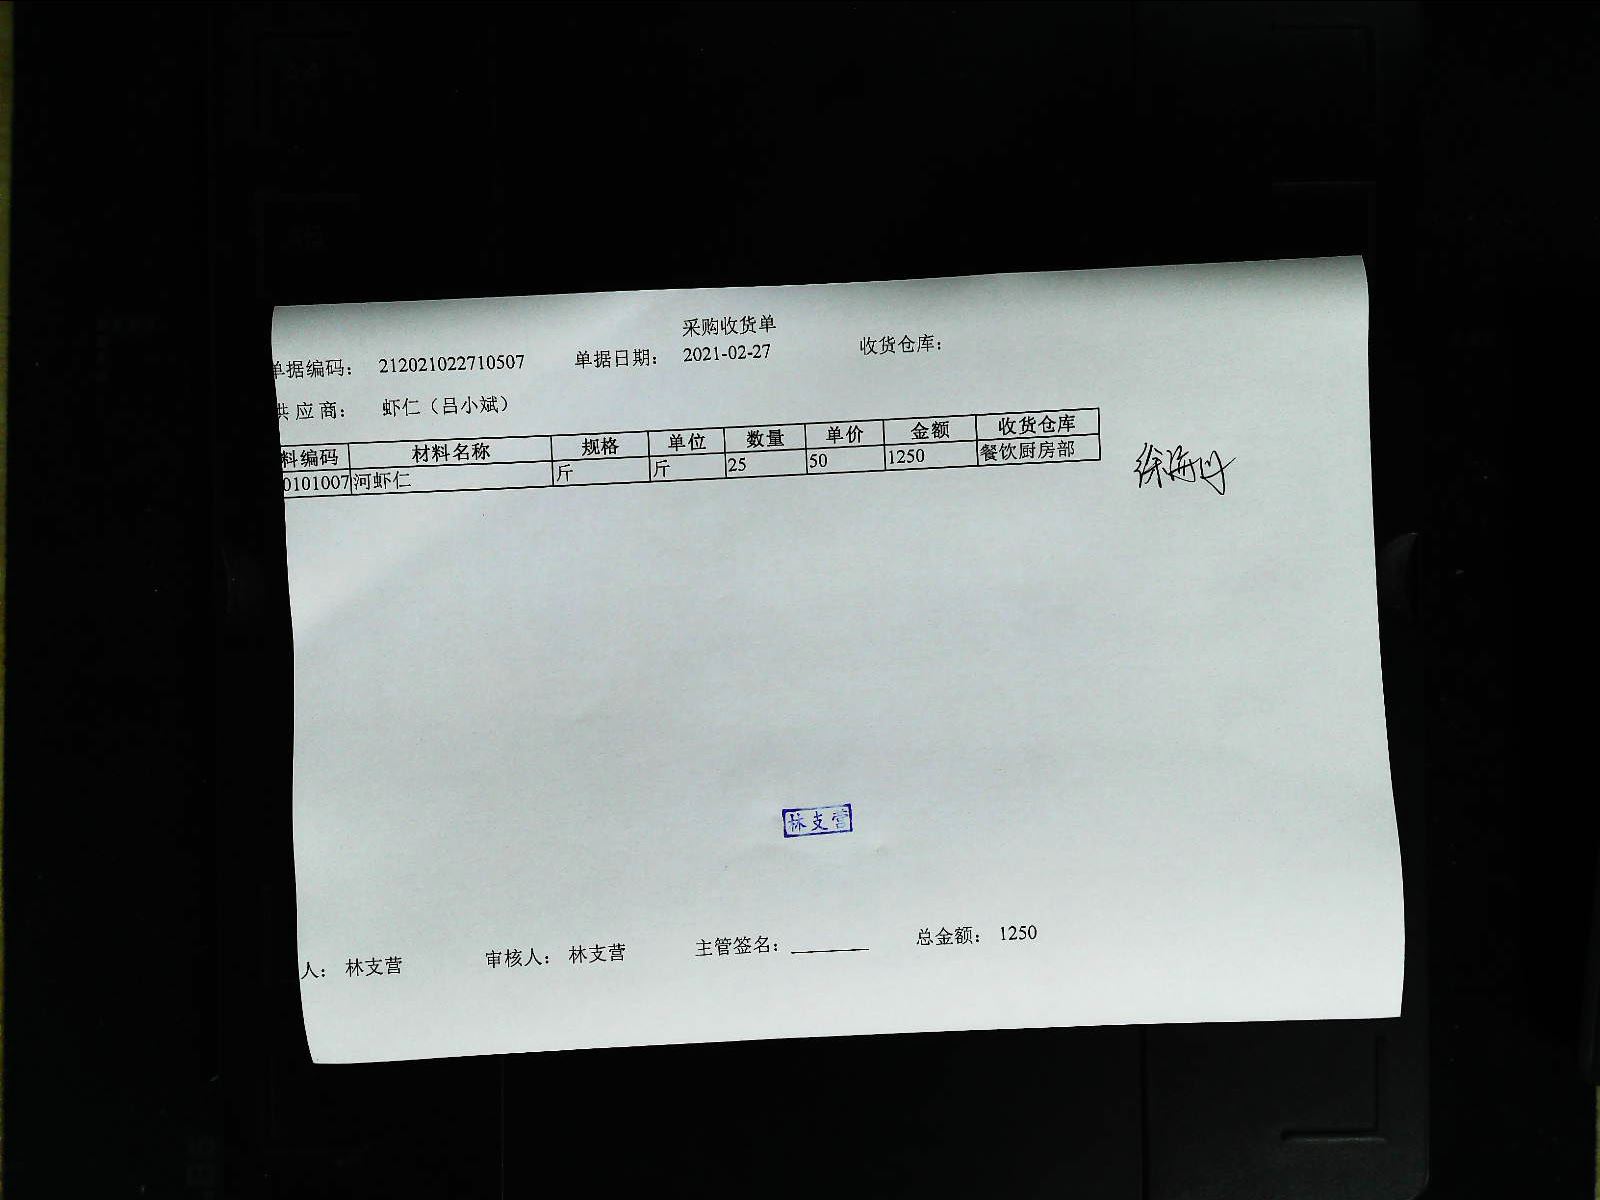 采购收货单
单据编码： 212021022710507 单据日期： 2021-02-27 收货仓库：
供 应 商： 虾仁（吕小斌）
料编码 材料名称 规格 单位 数量 单价 金额 收货仓库
0101007 河虾仁 斤 斤 25 50 1250 餐饮厨房部
林支营
人： 林支营 审核人： 林支营 主管签名： 总金额： 1250